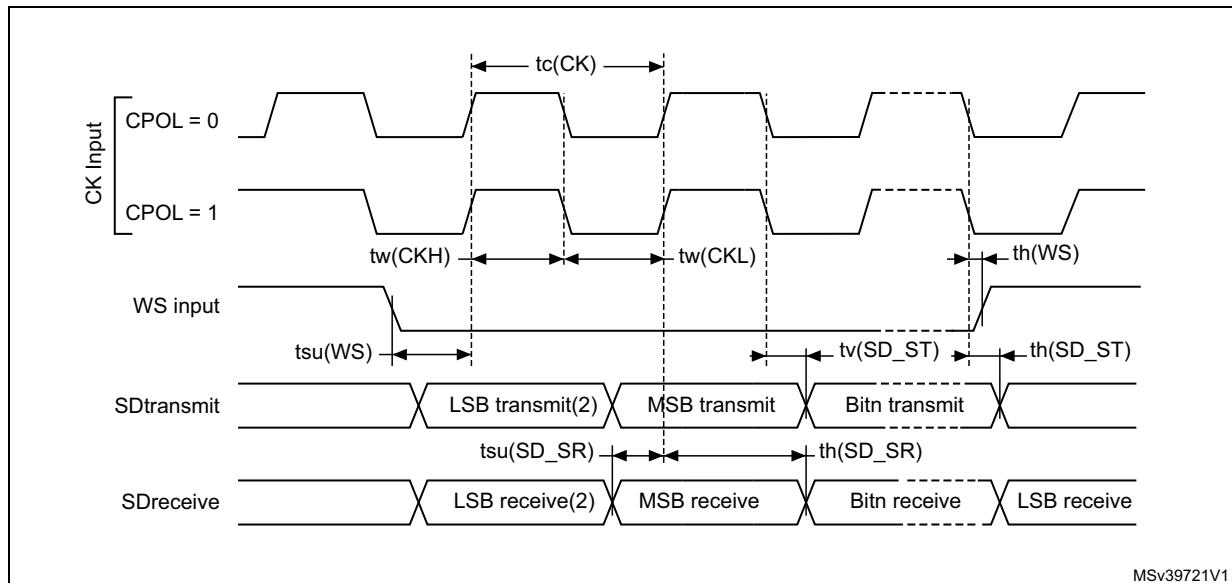 tc(CK)
CK Input
CPOL = 0
CPOL = 1
tw(CKH)
tw(CKL)
th(WS)
WS input
tsu(WS)
tv(SD_ST)
th(SD_ST)
SDtransmit
LSB transmit(2)
MSB transmit
Bitn transmit
tsu(SD_SR)
th(SD_SR)
SDreceive
LSB receive(2)
MSB receive
Bitn receive
LSB receive
MSv39721V1